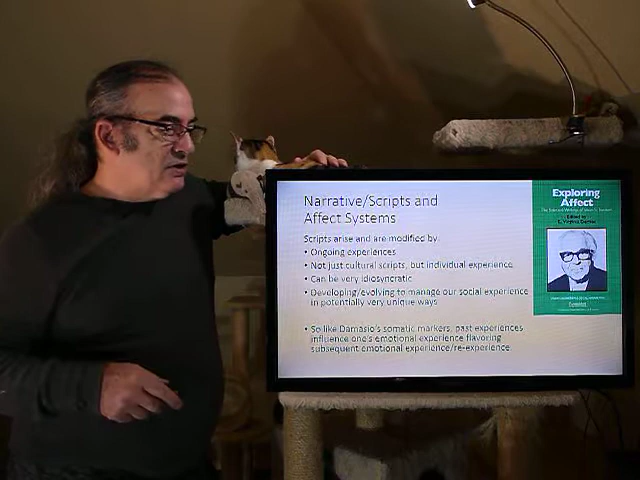 Narrative/Scripts and
Affect Systems
Scripts arise and are modified by:
• Ongoing experiences
• Not just cultural scripts, but individual experience.
• Can be very idiosyncratic
• Developing/evolving to manage our social experience
in potentially very unique ways
• So like Damasio's somatic markers, past experiences
influence one's emotional experience flavoring
subsequent emotional experience/re-experience.
Exploring
Affect